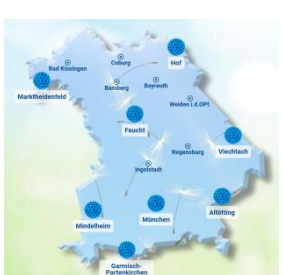 Coburg
Hof
Bad Kissingen
Marktheidenfeld
Bamberg
Bayreuth
Weiden i.d.OPf.
Feucht
Viechtach
Regensburg
Ingolstadt
Mindelheim
München
Altötting
Garmisch-
Partenkirchen